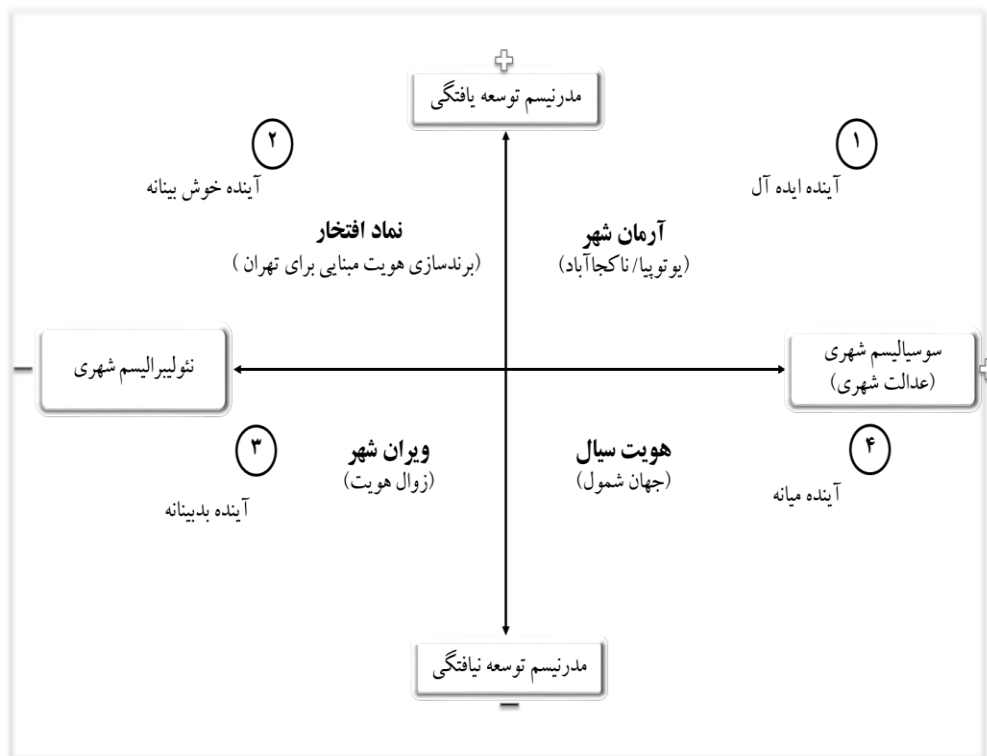 +
مدرنیسم توسعه یافتگی
۱
آینده ایده آل
آرمان شهر
(یوتوپیا/ناکجاآباد)
۲
آینده خوش بینانه
نماد افتخار
(برندسازی هویت مبنایی برای تهران )
سوسیالیسم شهری
(عدالت شهری)
+
نئولیبرالیسم شهری
−
۴
آینده میانه
هویت سیال
(جهان شمول)
۳
آینده بدبینانه
ویران شهر
(زوال هویت)
مدرنیسم توسعه نیافتگی
−